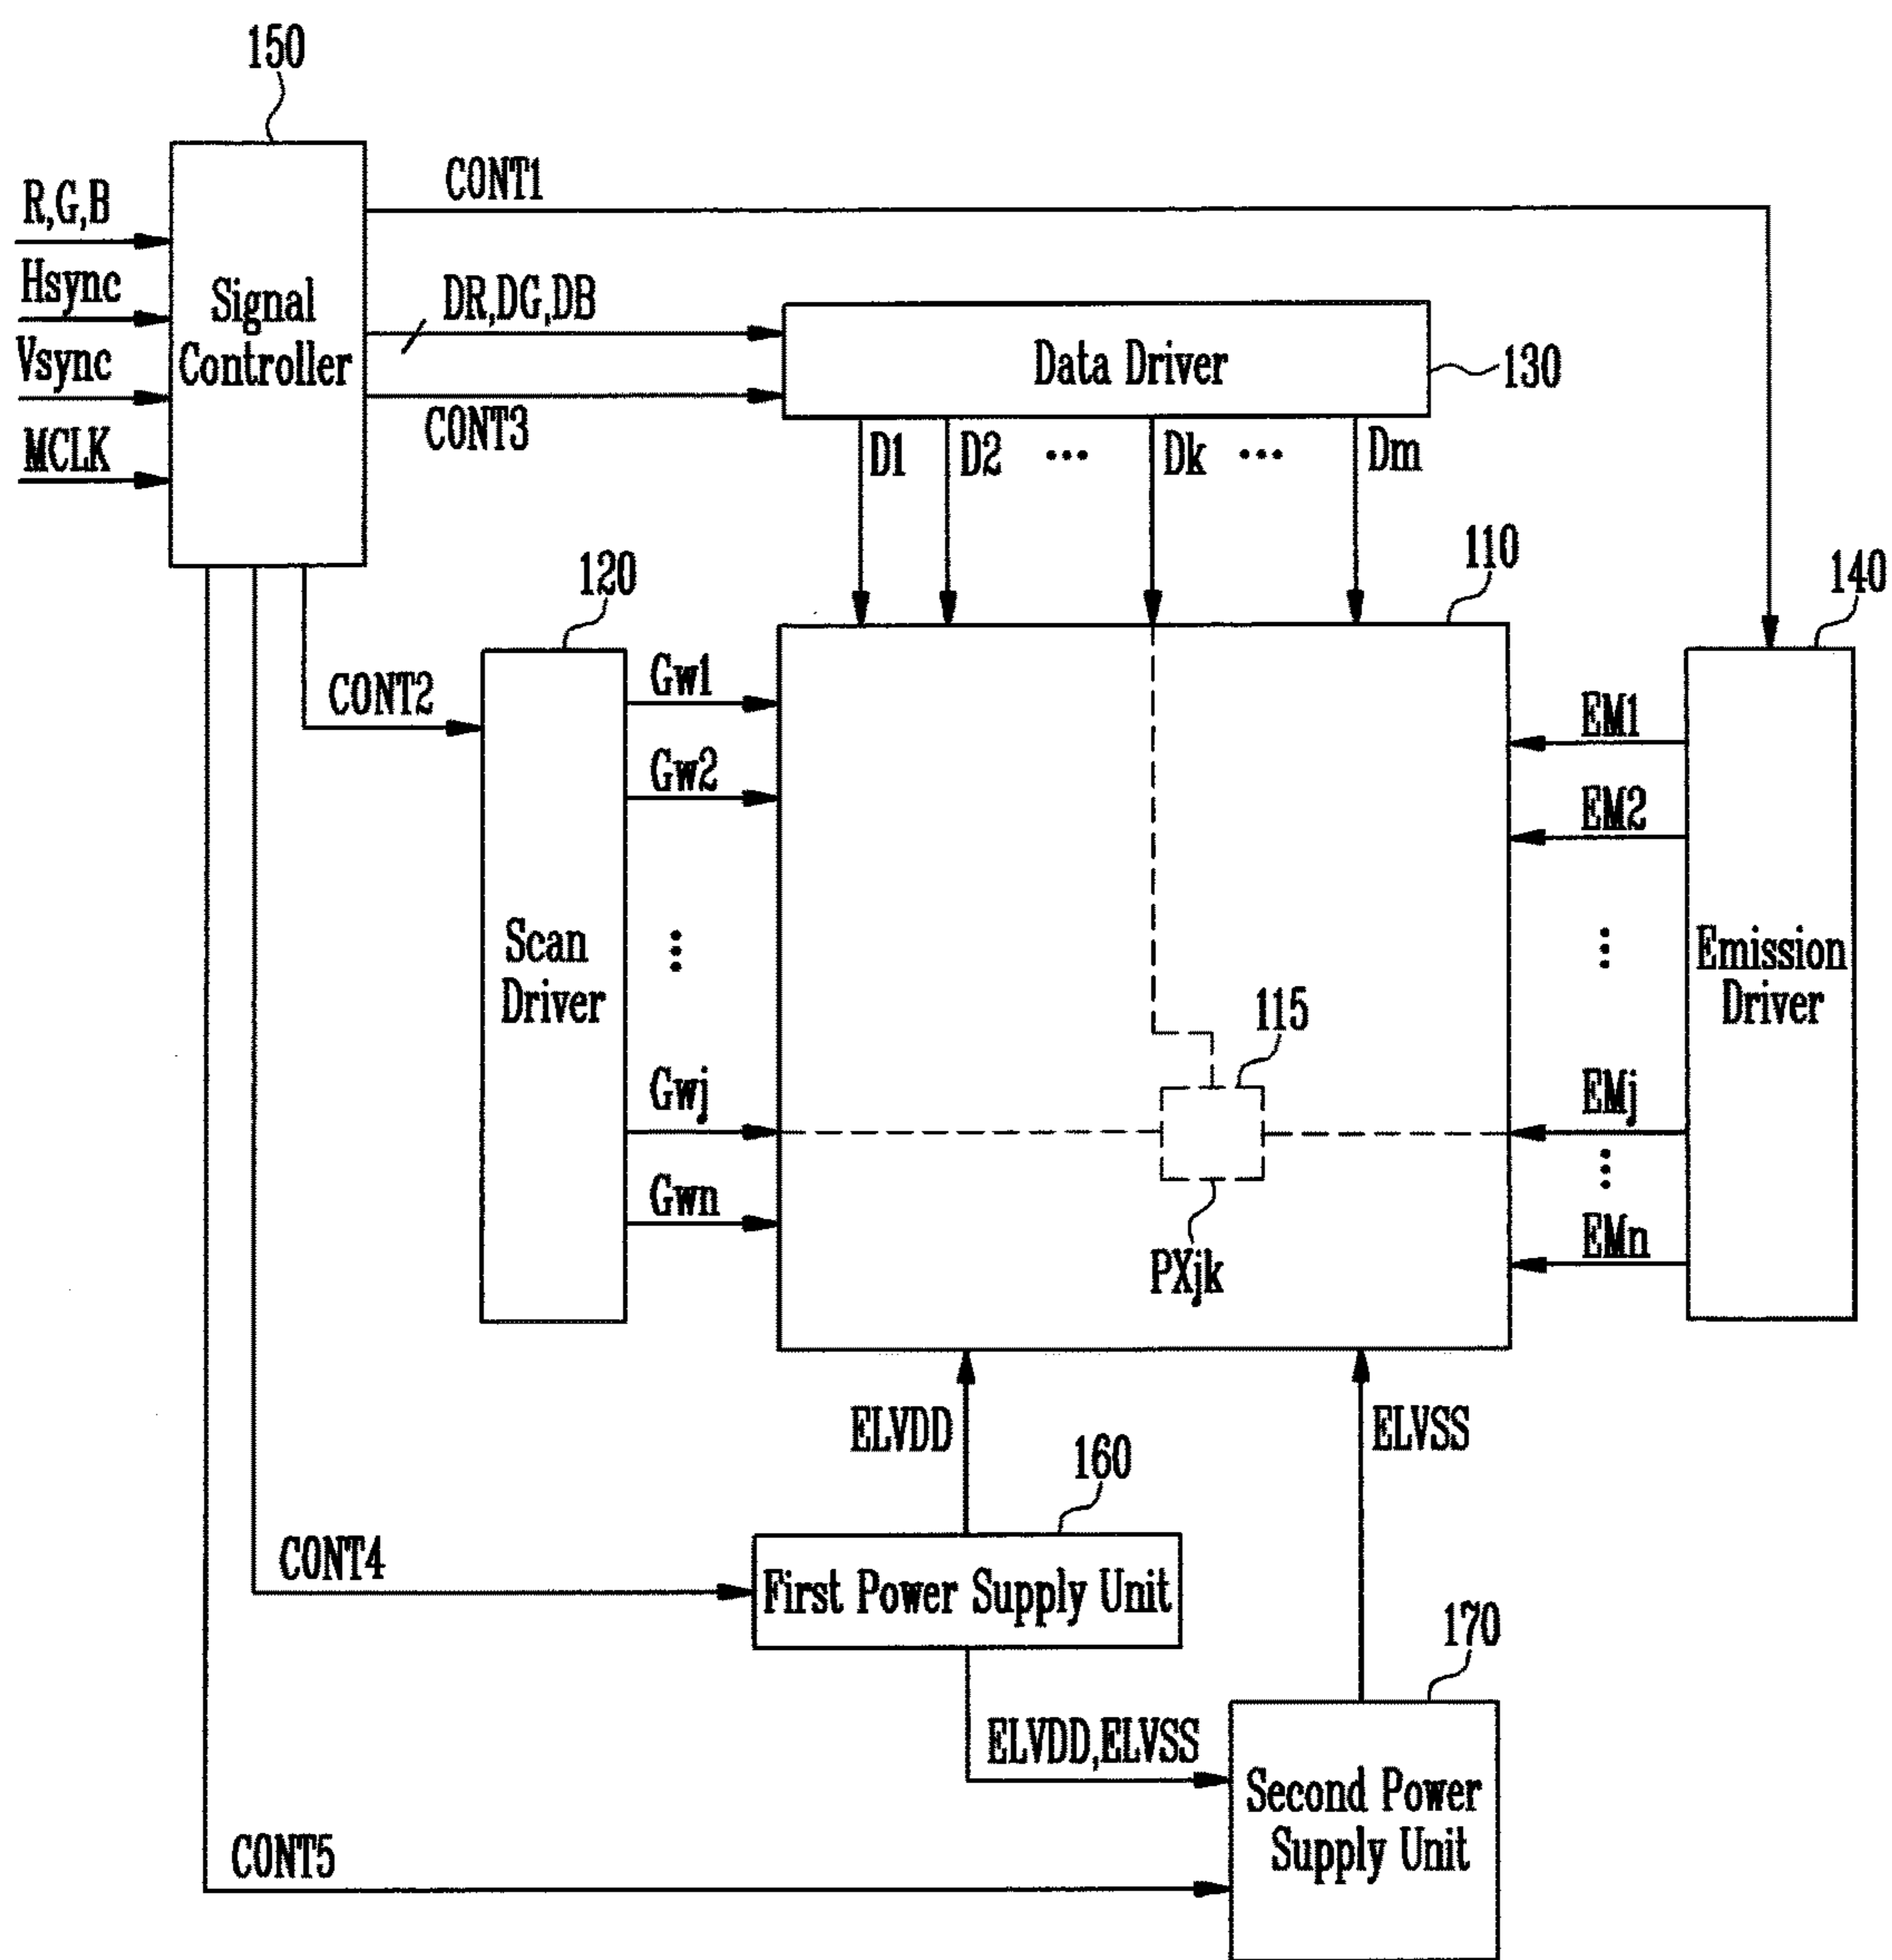 150
R,G,B
Hsync
Vsync
MCLK
Signal
Controller
CONT1
DR,DG,DB
CONT3
Data Driver
130
D1
D2
...
Dk
...
Dm
110
140
120
CONT2
Scan
Driver
Gw1
Gw2
...
Gwj
Gwn
115
PXjk
EM1
EM2
...
EMj
...
EMn
Emission
Driver
ELVDD
ELVSS
160
CONT4
First Power Supply Unit
170
ELVDD,ELVSS
Second Power
Supply Unit
CONT5